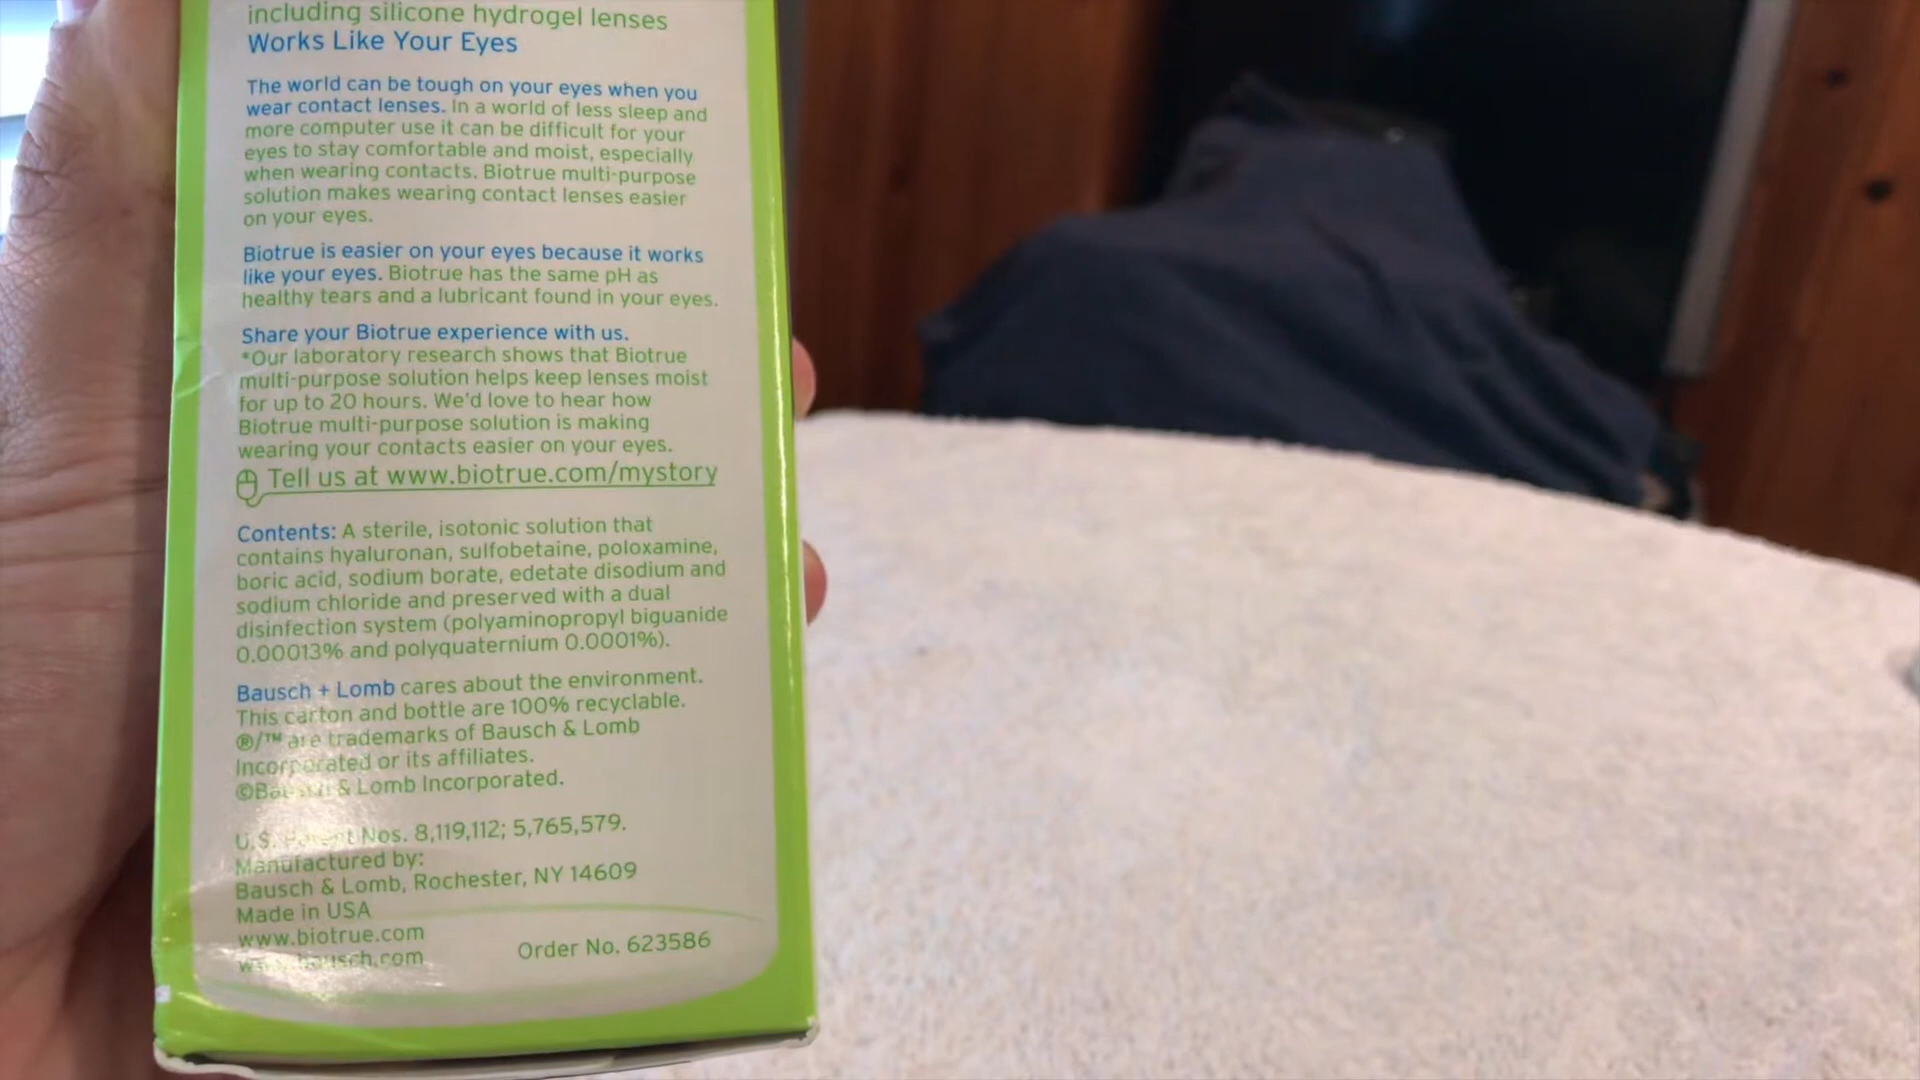 including silicone hydrogel lenses
Works Like Your Eyes
The world can be tough on your eyes when you
wear contact lenses. In a world of less sleep and
more computer use it can be difficult for your
eyes to stay comfortable and moist, especially
when wearing contacts. Biotrue multi-purpose
solution makes wearing contact lenses easier
on your eyes.
Biotrue is easier on your eyes because it works
like your eyes. Biotrue has the same pH as
healthy tears and a lubricant found in your eyes.
Share your Biotrue experience with us.
*Our laboratory research shows that Biotrue
multi-purpose solution helps keep lenses moist
for up to 20 hours. We'd love to hear how
Biotrue multi-purpose solution is making
wearing your contacts easier on your eyes.
Tell us at www.biotrue.com/mystory
Contents: A sterile, isotonic solution that
contains hyaluronan, sulfobetaine, poloxamine,
boric acid, sodium borate, edetate disodium and
sodium chloride and preserved with a dual
disinfection system (polyaminopropyl biguanide
0.00013% and polyquaternium 0.0001%).
Bausch + Lomb cares about the environment.
This carton and bottle are 100% recyclable.
®/™ are trademarks of Bausch & Lomb
Incorporated or its affiliates.
©Bausch & Lomb Incorporated.
U.S. Patent Nos. 8,119,112; 5,765,579.
Manufactured by:
Bausch & Lomb, Rochester, NY 14609
Made in USA
www.biotrue.com
www.bausch.com
Order No. 623586